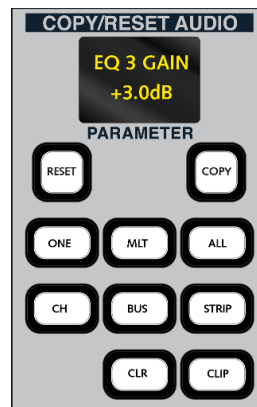 COPY/RESET AUDIO
EQ 3 GAIN
+3.0dB
PARAMETER
RESET COPY
ONE MLT ALL
CH BUS STRIP
CLR CLIP